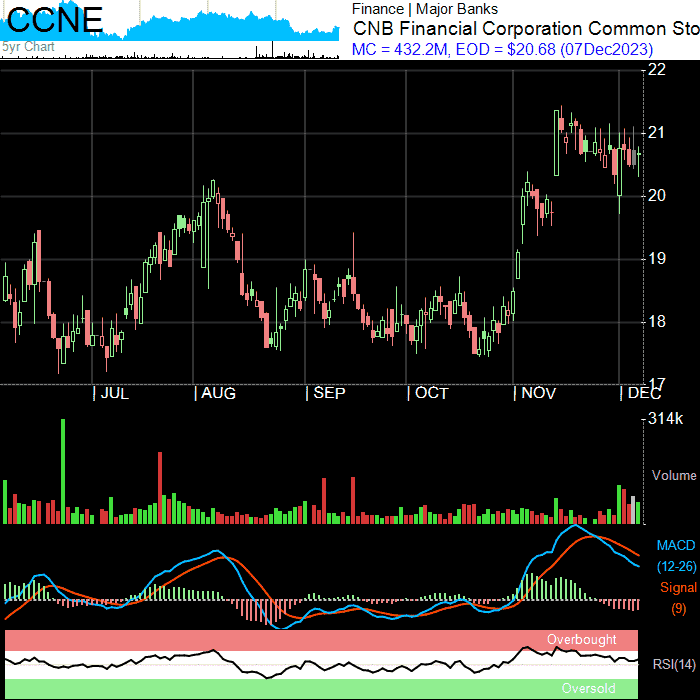 CCNE
5yr Chart
Finance | Major Banks
CNB Financial Corporation Common Sto
MC = 432.2M, EOD = $20.68 (07Dec2023)
22
21
20
19
18
17
| JUL | AUG | SEP | OCT | NOV | DEC
314k
Volume
MACD
(12-26)
Signal
(9)
Overbought
RSI(14)
Oversold